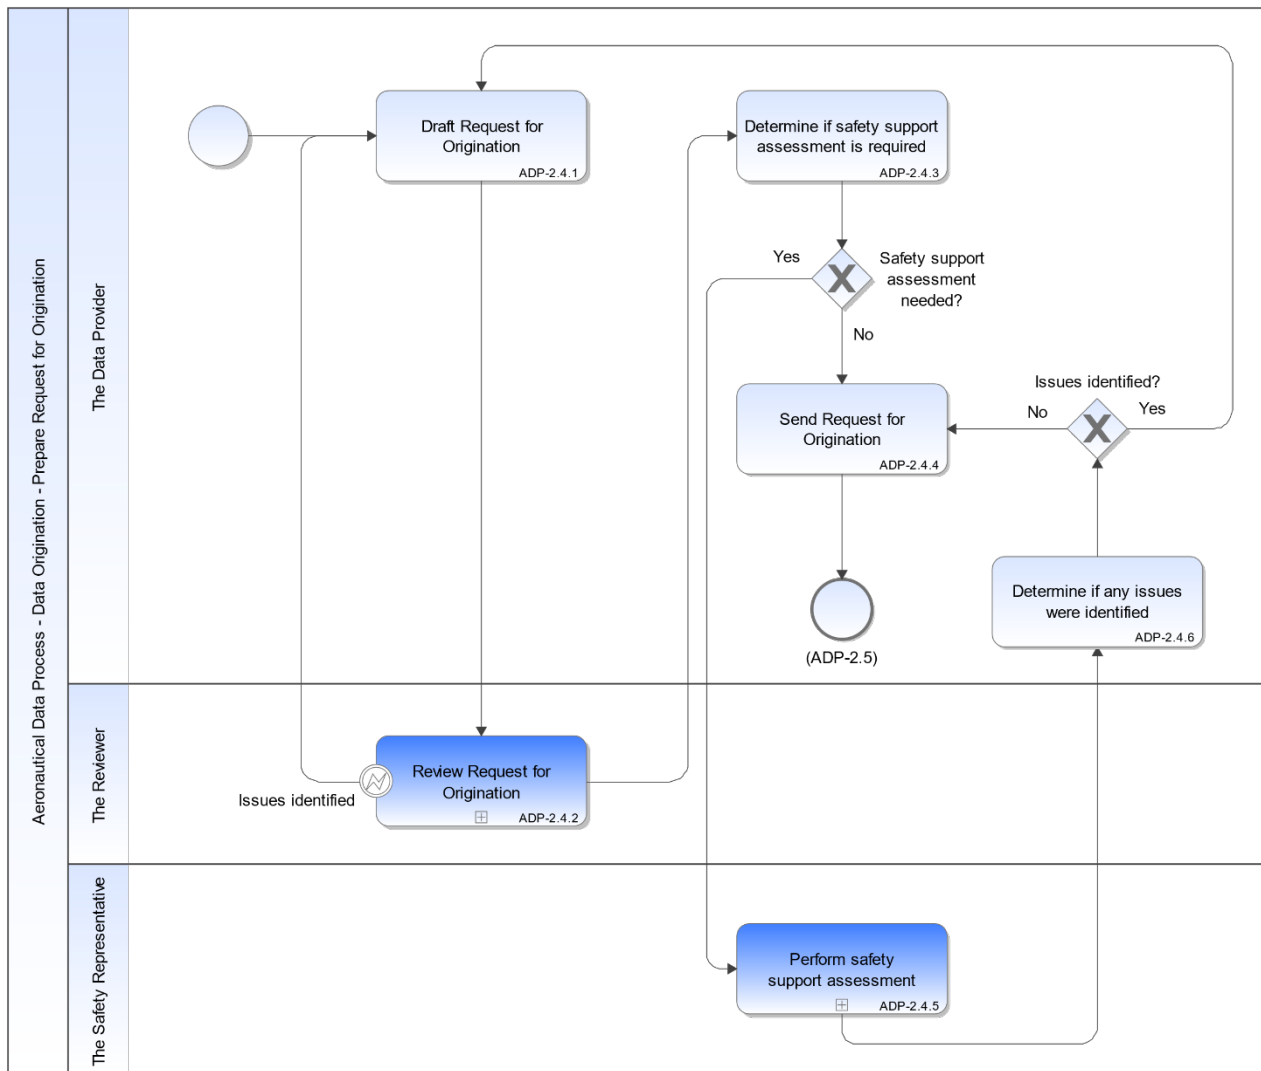 Aeronautical Data Process - Data Origination - Prepare Request for Origination
The Data Provider
Draft Request for
Origination
ADP-2.4.1
Determine if safety support
assessment is required
ADP-2.4.3
Yes
Safety support
assessment
needed?
No
Send Request for
Origination
ADP-2.4.4
Issues identified?
No
Yes
Determine if any issues
were identified
ADP-2.4.6
(ADP-2.5)
The Reviewer
Issues identified
Review Request for
Origination
ADP-2.4.2
The Safety Representative
Perform safety
support assessment
ADP-2.4.5